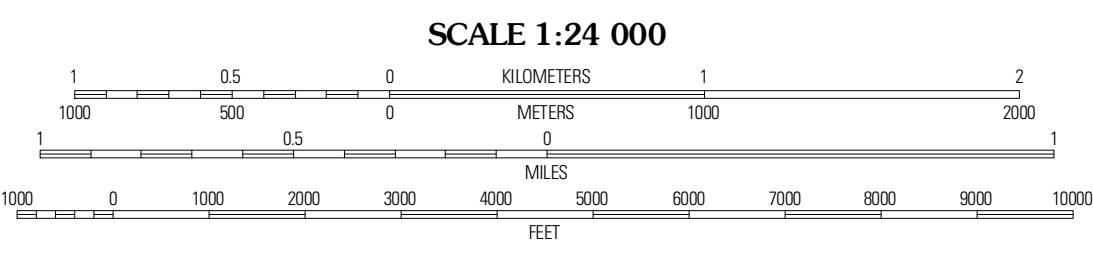 SCALE 1:24 000
1 0.5 0 KILOMETERS 1 2
1000 500 0 METERS 1000 2000
1 0.5 0 1
MILES
1000 0 1000 2000 3000 4000 5000 6000 7000 8000 9000 10000
FEET